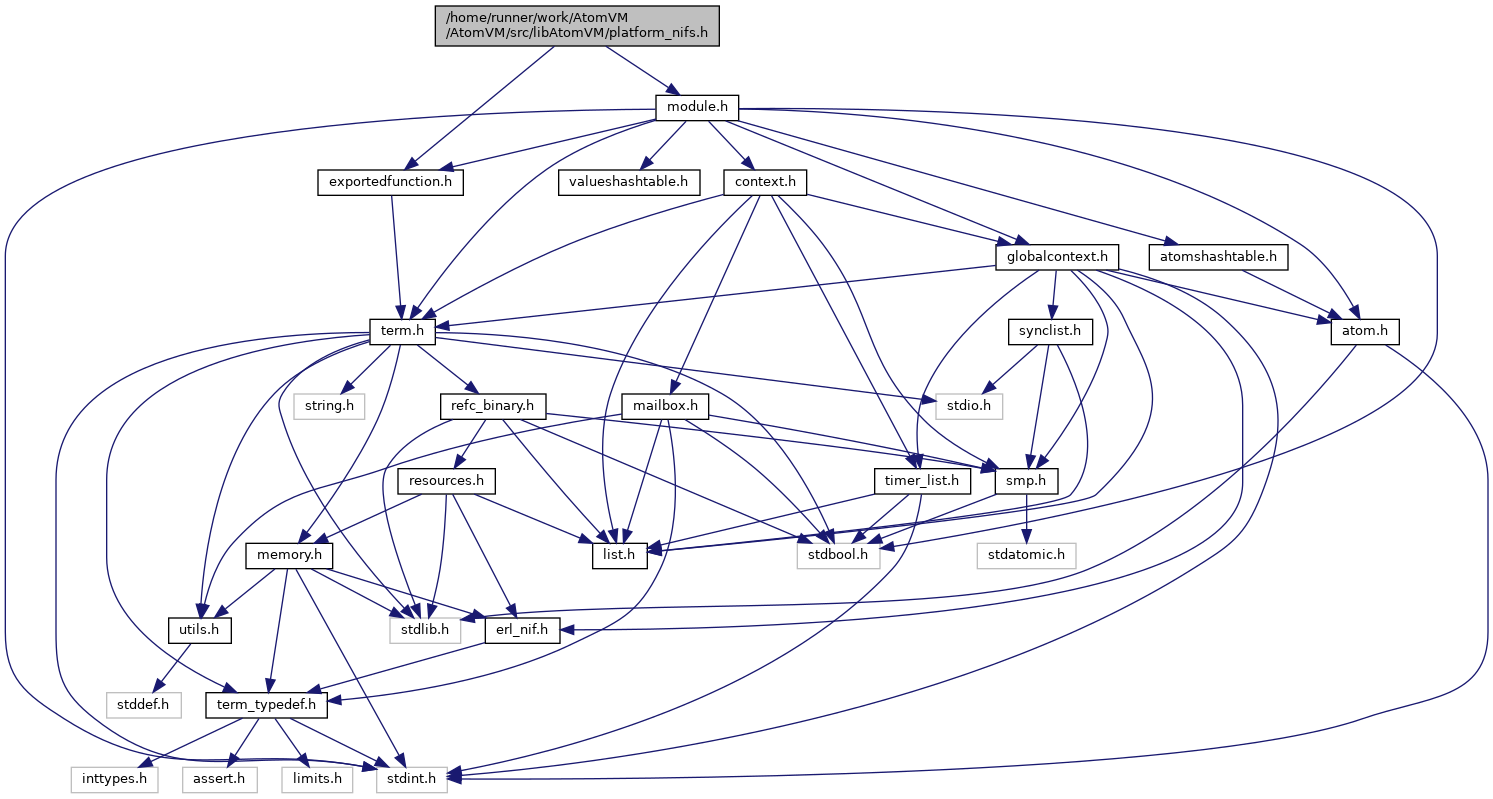 /home/runner/work/AtomVM
/AtomVM/src/libAtomVM/platform_nifs.h
module.h
exportedfunction.h
valueshashtable.h
context.h
globalcontext.h
atomshashtable.h
term.h
synclist.h
atom.h
string.h
refc_binary.h
mailbox.h
stdio.h
resources.h
timer_list.h
smp.h
memory.h
list.h
stdbool.h
stdatomic.h
utils.h
stdlib.h
erl_nif.h
stddef.h
term_typedef.h
inttypes.h
assert.h
limits.h
stdint.h